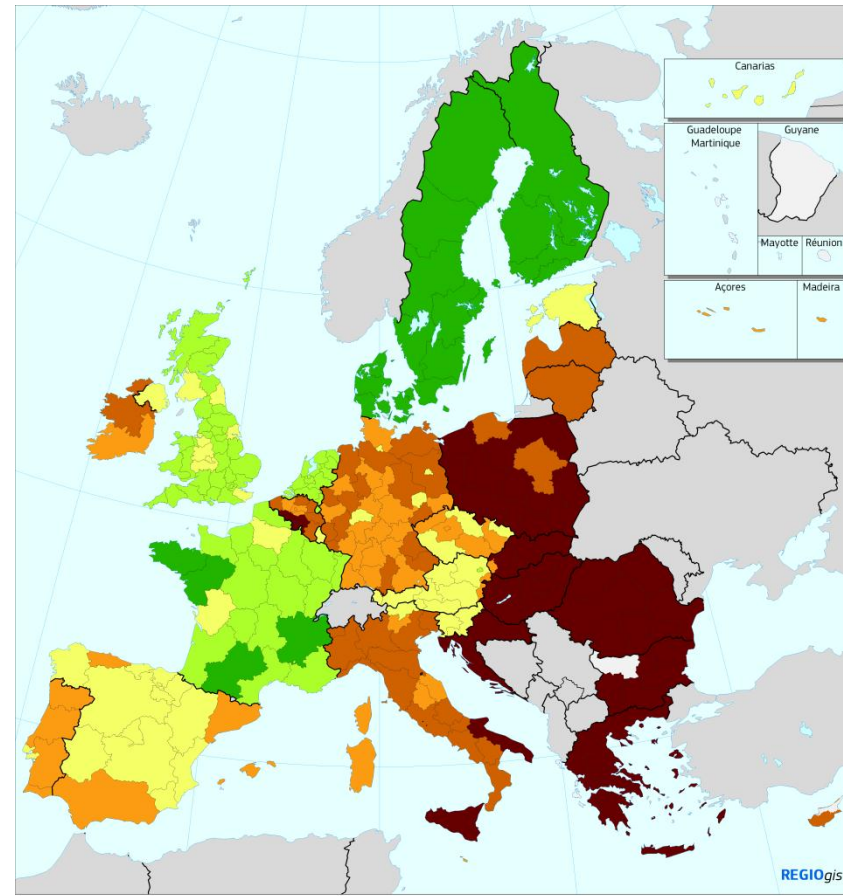 Canarias
Guadeloupe
Martinique
Guyane
Mayotte
Réunion
Açores
Madeira
REGIOgis